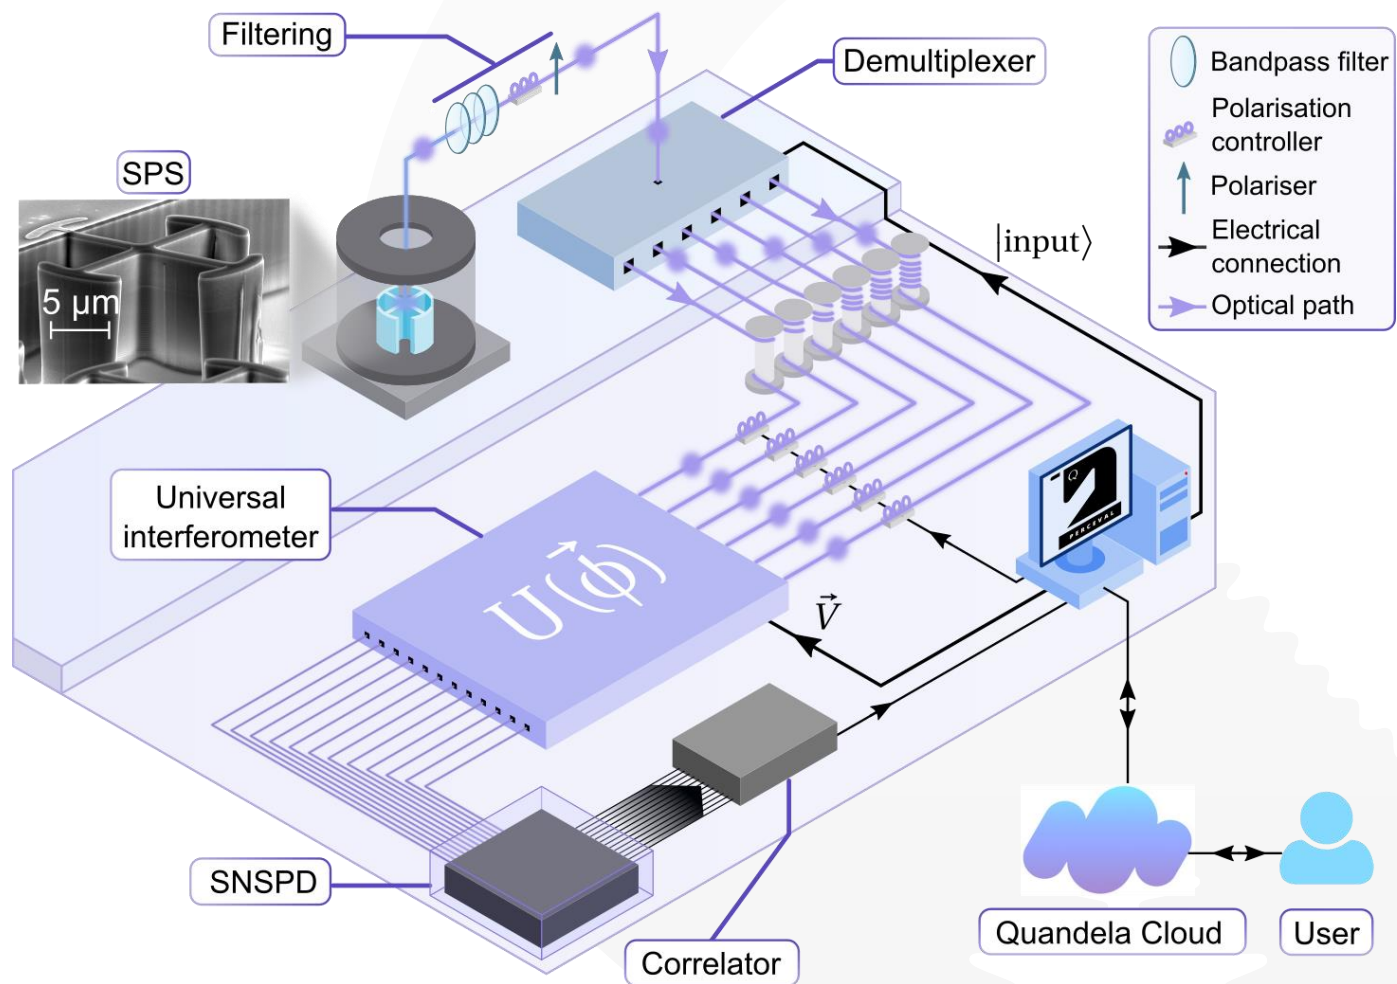 Filtering
Demultiplexer
Bandpass filter
Polarisation
controller
Polariser
Electrical
connection
Optical path
SPS
5 μm
|input⟩
Universal
interferometer
U(ϕ⃗)
V⃗
Q
PERCEVAL
SNSPD
Correlator
Quandela Cloud
User